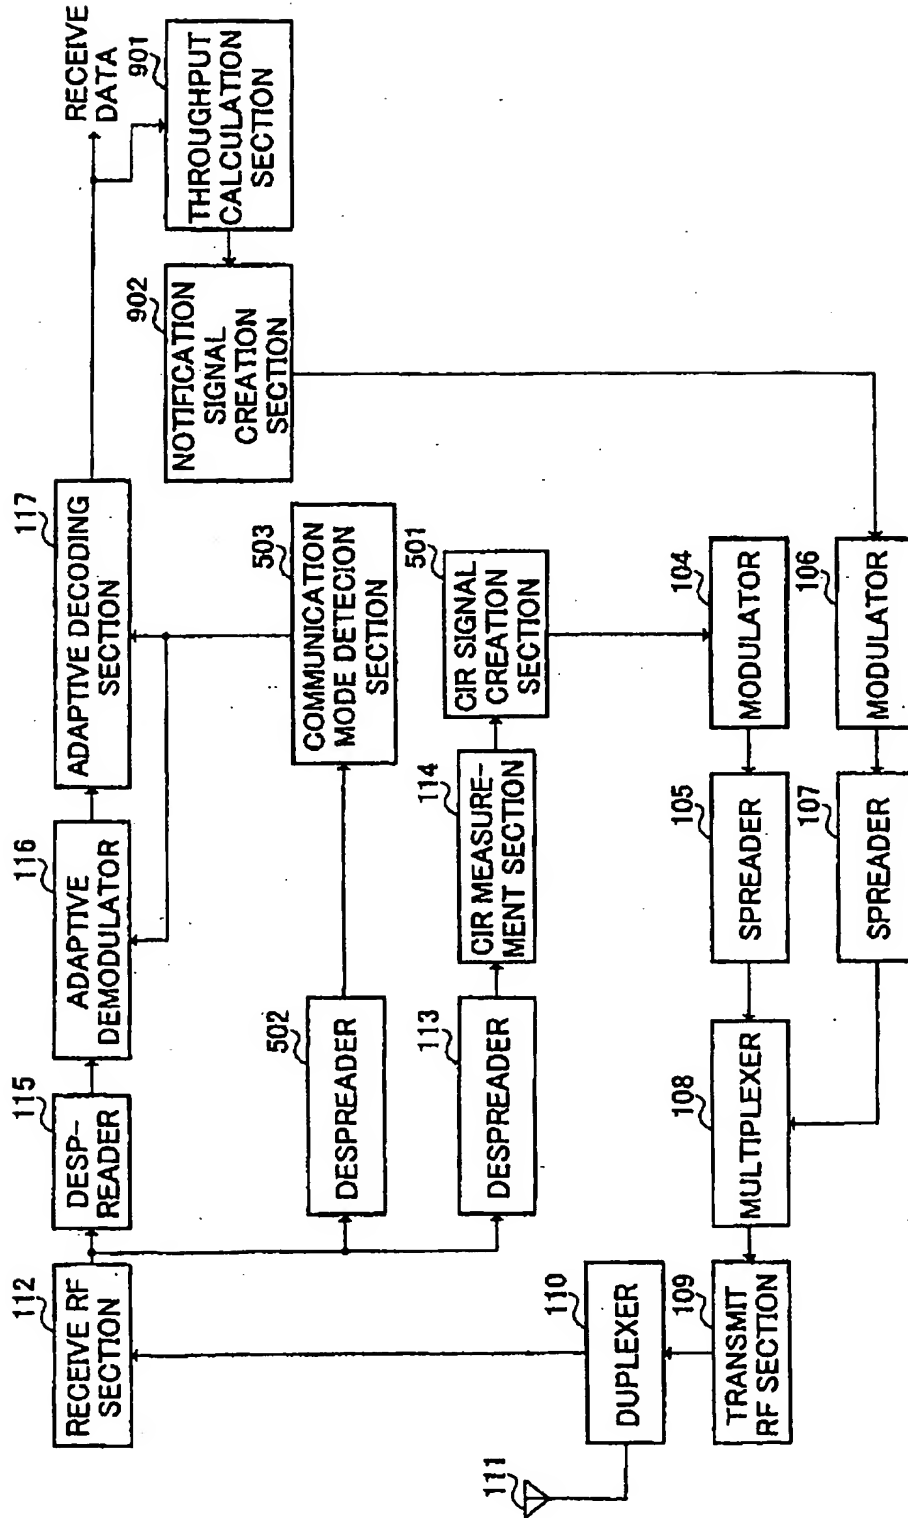 112
RECEIVE RF
SECTION
115
DESP-
READER
116
ADAPTIVE
DEMODULATOR
117
ADAPTIVE DECODING
SECTION
RECEIVE
DATA
901
THROUGHPUT
CALCULATION
SECTION
902
NOTIFICATION
SIGNAL
CREATION
SECTION
502
DESPREADER
503
COMMUNICATION
MODE DETECION
SECTION
113
DESPREADER
114
CIR MEASURE-
MENT SECTION
501
CIR SIGNAL
CREATION
SECTION
111
110
DUPLEXER
109
TRANSMIT
RF SECTION
108
MULTIPLEXER
105
SPREADER
104
MODULATOR
107
SPREADER
106
MODULATOR